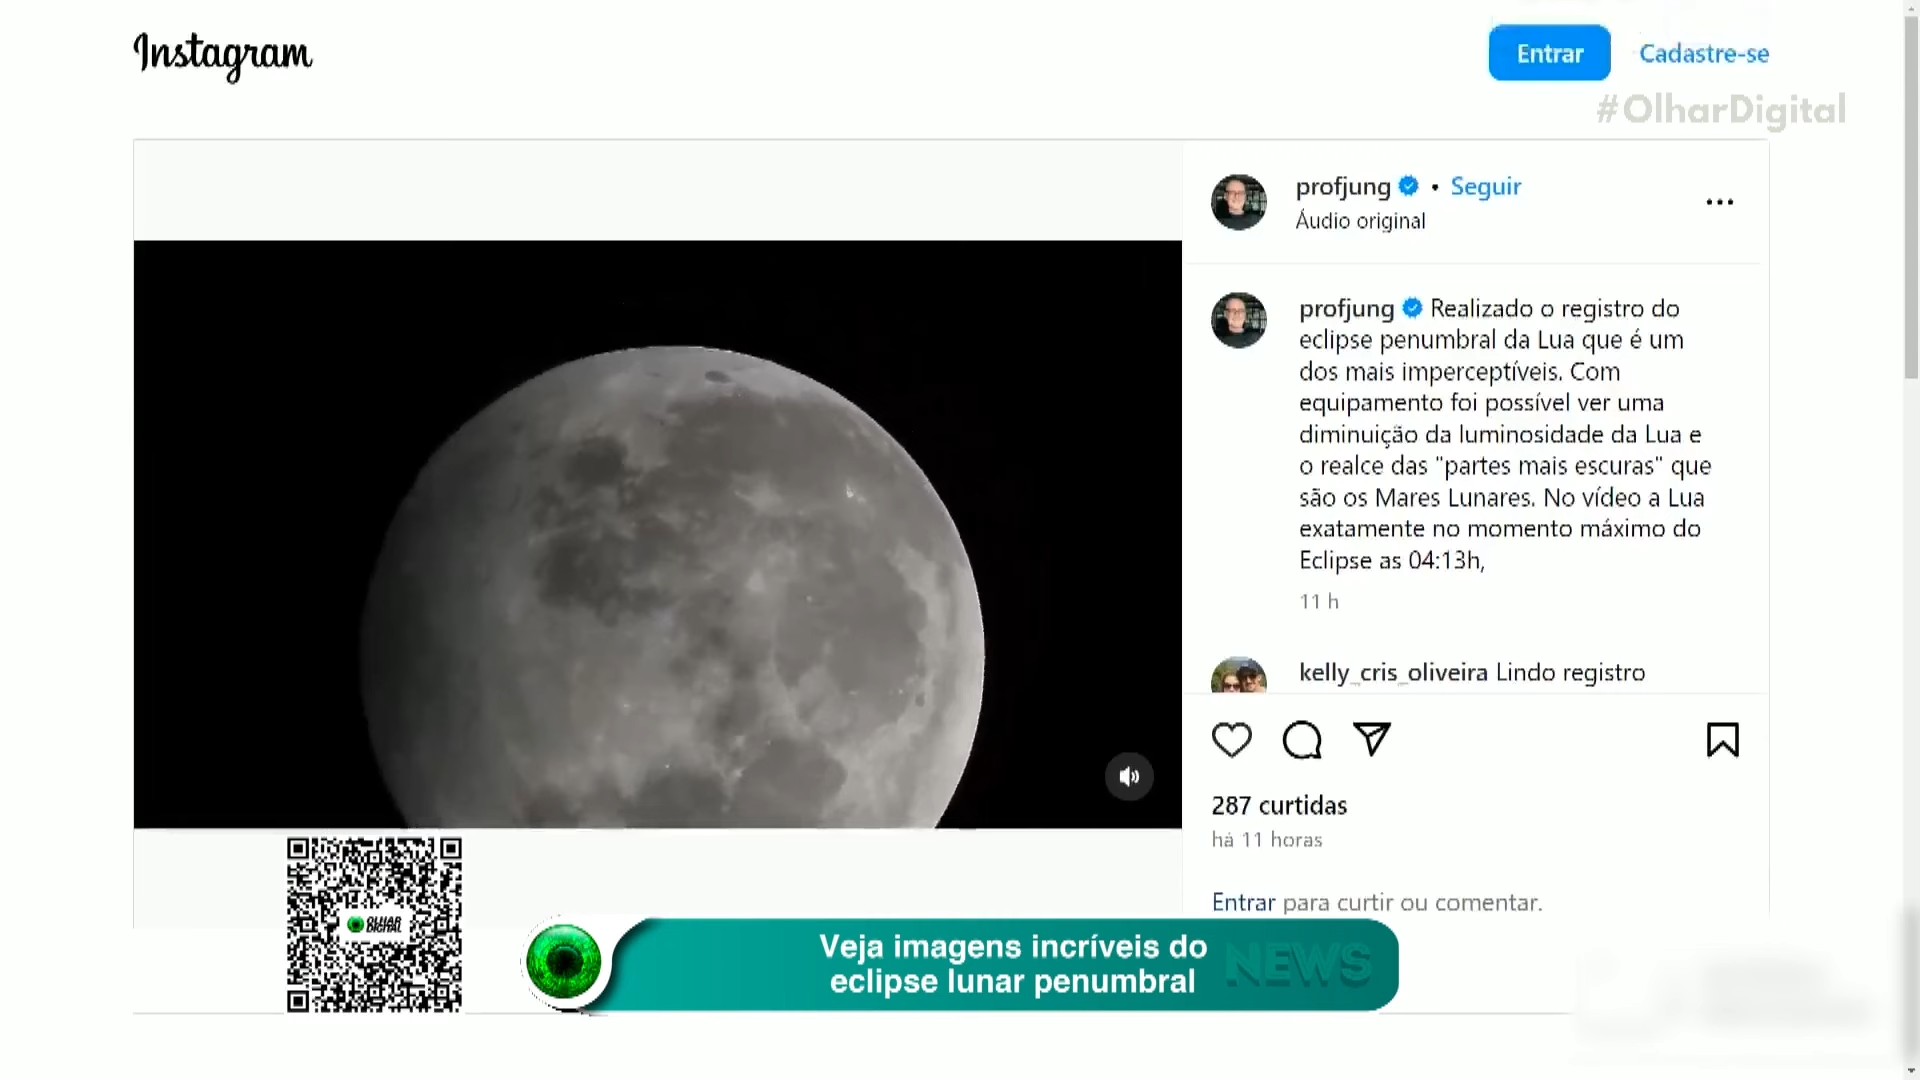 Instagram
Entrar
Cadastre-se
#OlharDigital
profjung • Seguir
Áudio original
profjung Realizado o registro do
eclipse penumbral da Lua que é um
dos mais imperceptíveis. Com
equipamento foi possível ver uma
diminuição da luminosidade da Lua e
o realce das "partes mais escuras" que
são os Mares Lunares. No vídeo a Lua
exatamente no momento máximo do
Eclipse as 04:13h,
11 h
kelly_cris_oliveira Lindo registro
287 curtidas
há 11 horas
Entrar para curtir ou comentar.
OLHAR
DIGITAL
Veja imagens incríveis do
eclipse lunar penumbral
NEWS